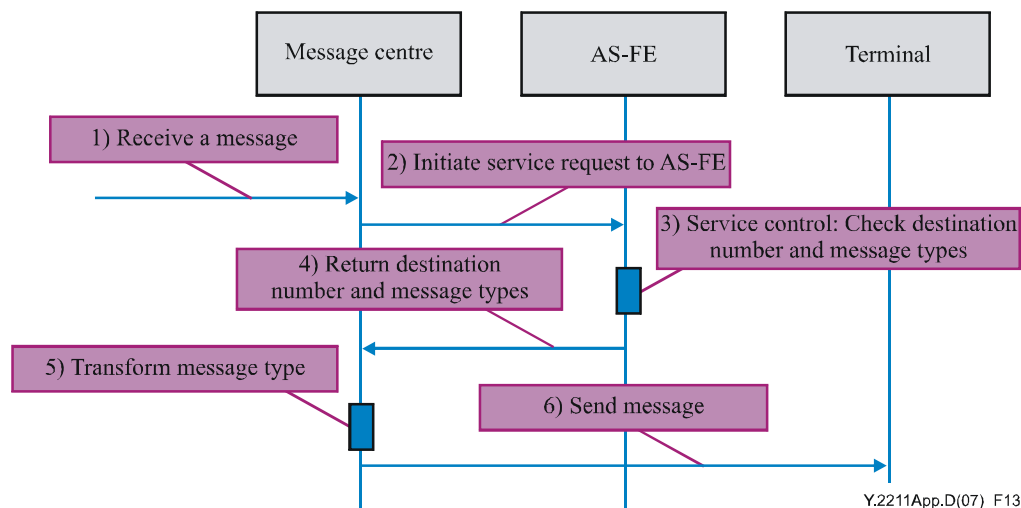 Message centre
AS-FE
Terminal
1) Receive a message
2) Initiate service request to AS-FE
3) Service control: Check destination
number and message types
4) Return destination
number and message types
5) Transform message type
6) Send message
Y.2211App.D(07)_F13